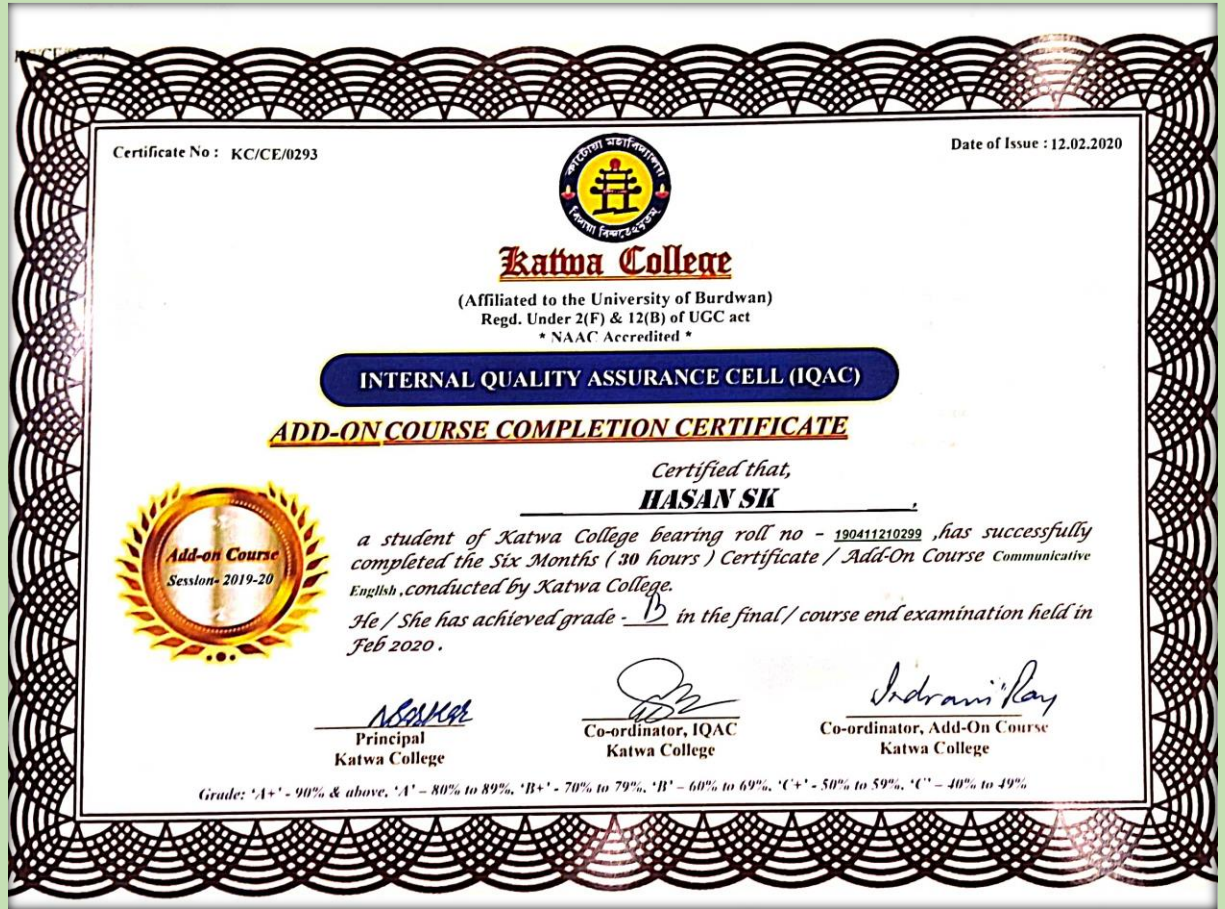 Certificate No : KC/CE/0293
Date of Issue : 12.02.2020
কাটোয়া মহাবিদ্যালয়
Katwa College
(Affiliated to the University of Burdwan)
Regd. Under 2(F) & 12(B) of UGC act
* NAAC Accredited *
INTERNAL QUALITY ASSURANCE CELL (IQAC)
ADD-ON COURSE COMPLETION CERTIFICATE
Certified that,
HASAN SK ,
Add-on Course
Session- 2019-20
a student of Katwa College bearing roll no - 190411210299 ,has successfully
completed the Six Months ( 30 hours ) Certificate / Add-On Course Communicative
English ,conducted by Katwa College.
He / She has achieved grade - B in the final / course end examination held in
Feb 2020 .
Indrani Ray
Principal
Katwa College
Co-ordinator, IQAC
Katwa College
Co-ordinator, Add-On Course
Katwa College
Grade: 'A+' - 90% & above, 'A' – 80% to 89%, 'B+' - 70% to 79%, 'B' – 60% to 69%, 'C+' - 50% to 59%, 'C' – 40% to 49%